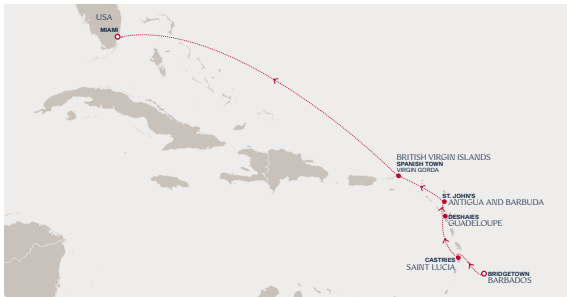 USA
MIAMI
BRITISH VIRGIN ISLANDS
SPANISH TOWN
VIRGIN GORDA
ST. JOHN'S
ANTIGUA AND BARBUDA
DESHAIES
GUADELOUPE
CASTRIES
SAINT LUCIA
BRIDGETOWN
BARBADOS